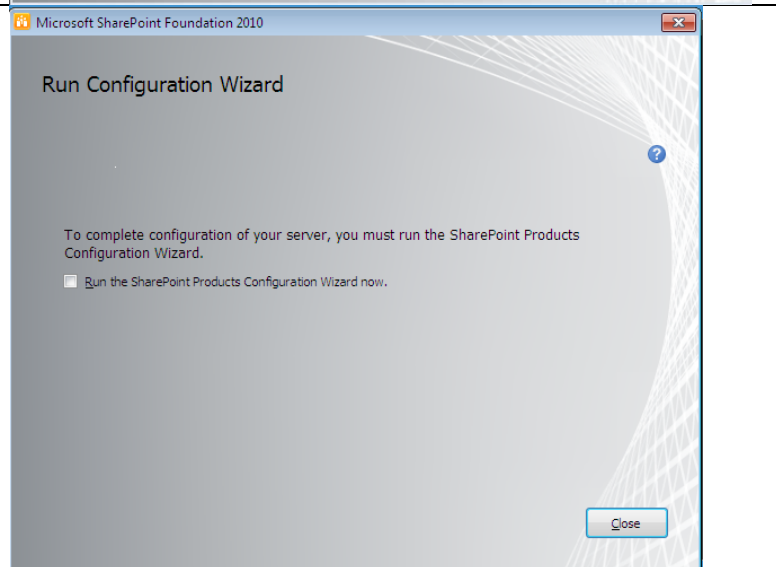 Microsoft SharePoint Foundation 2010
Run Configuration Wizard
?
To complete configuration of your server, you must run the SharePoint Products
Configuration Wizard.
Run the SharePoint Products Configuration Wizard now.
Close